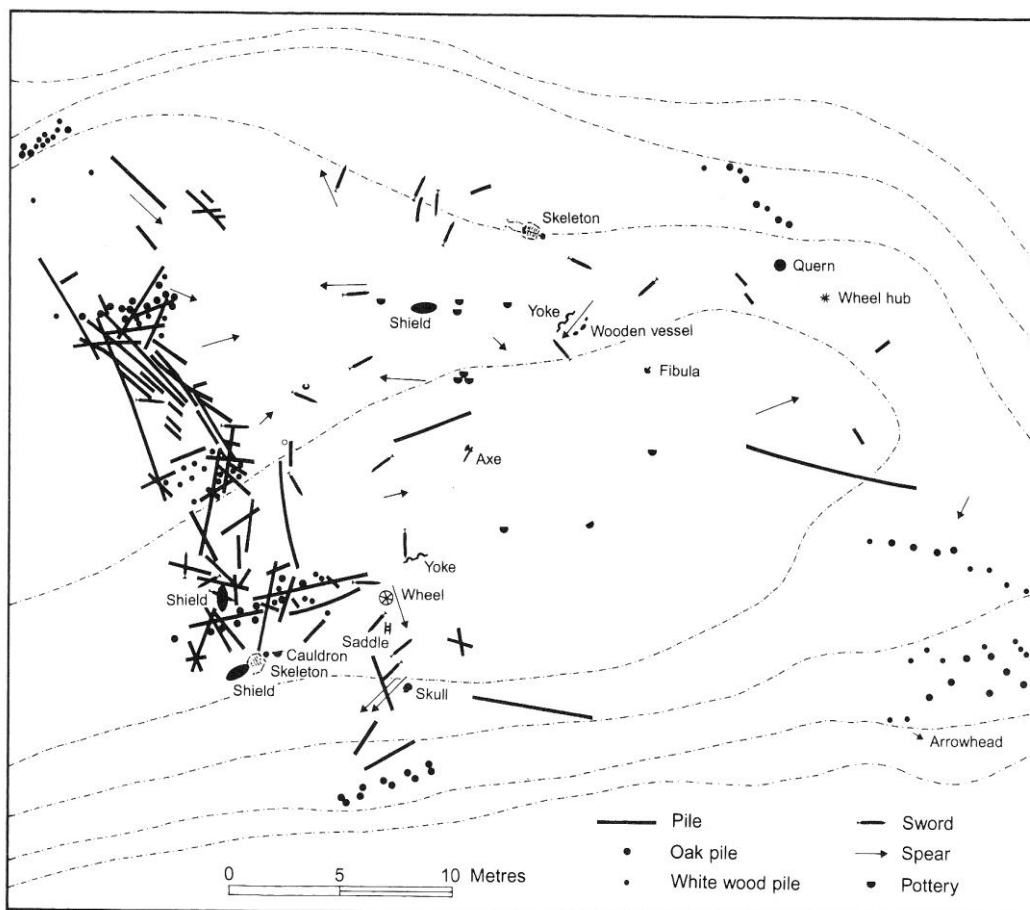 Skeleton
Quern
Wheel hub
Shield
Yoke
Wooden vessel
Fibula
Axe
Yoke
Shield
Wheel
Saddle
Cauldron
Skeleton
Shield
Skull
Arrowhead
Pile
Oak pile
White wood pile
Sword
Spear
Pottery
0 5 10 Metres